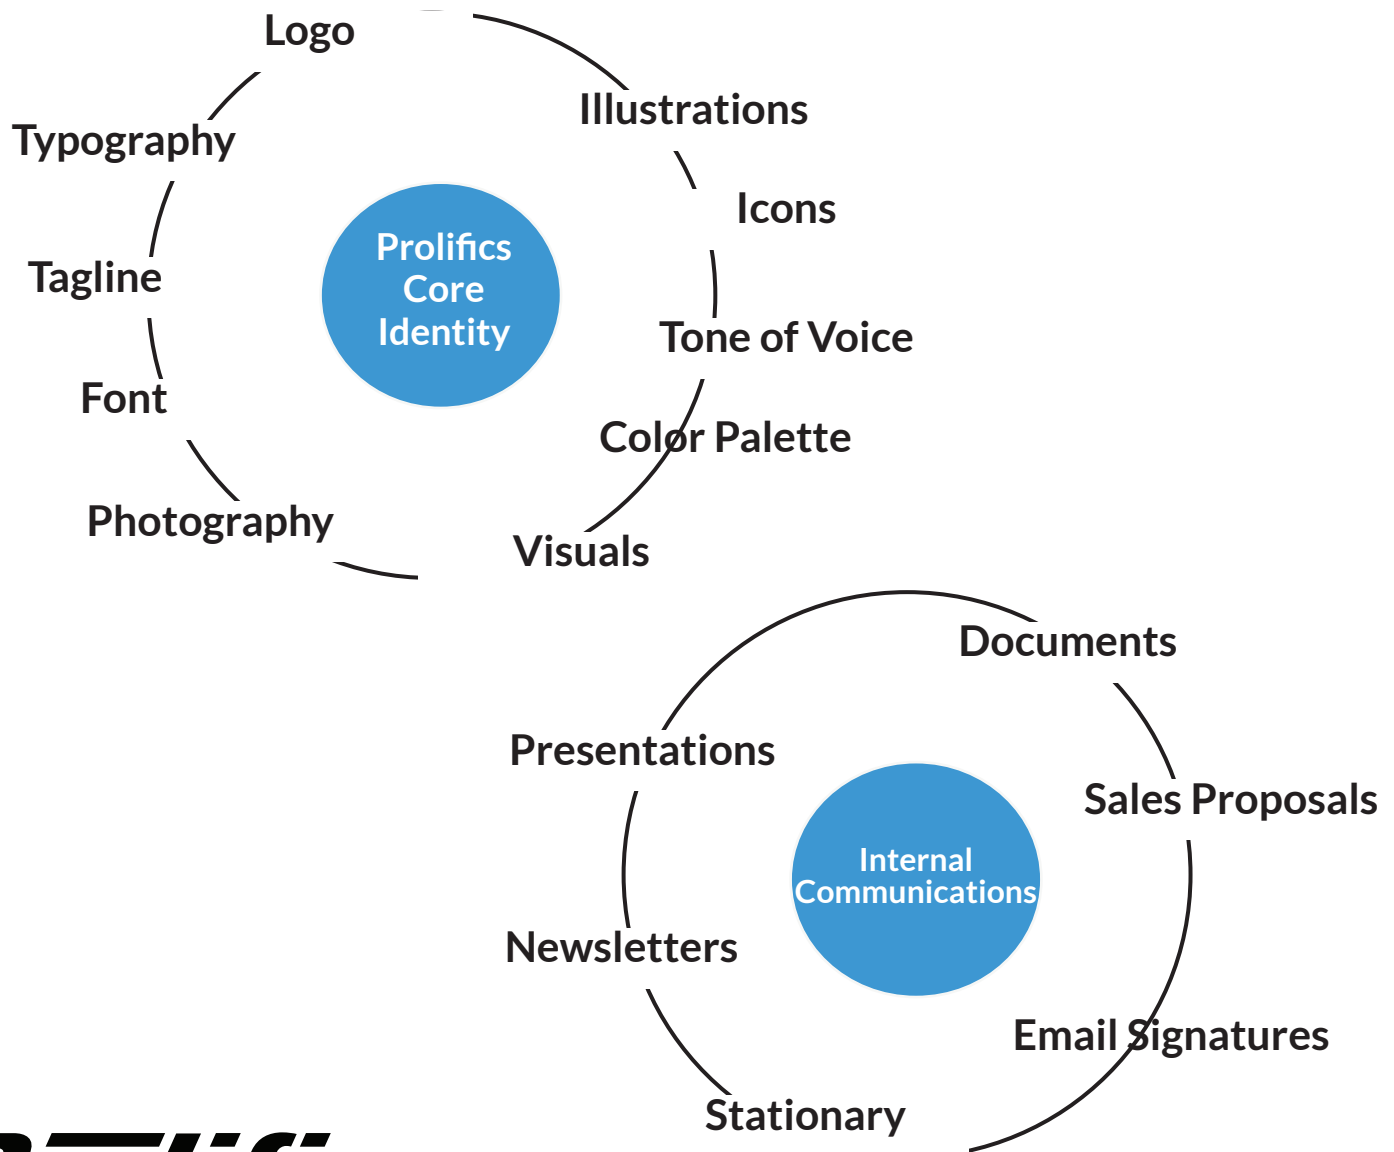 Logo
Illustrations
Typography
Icons
Prolifics
Core
Identity
Tagline
Tone of Voice
Font
Color Palette
Photography
Visuals
Documents
Presentations
Sales Proposals
Internal
Communications
Newsletters
Email Signatures
Stationary